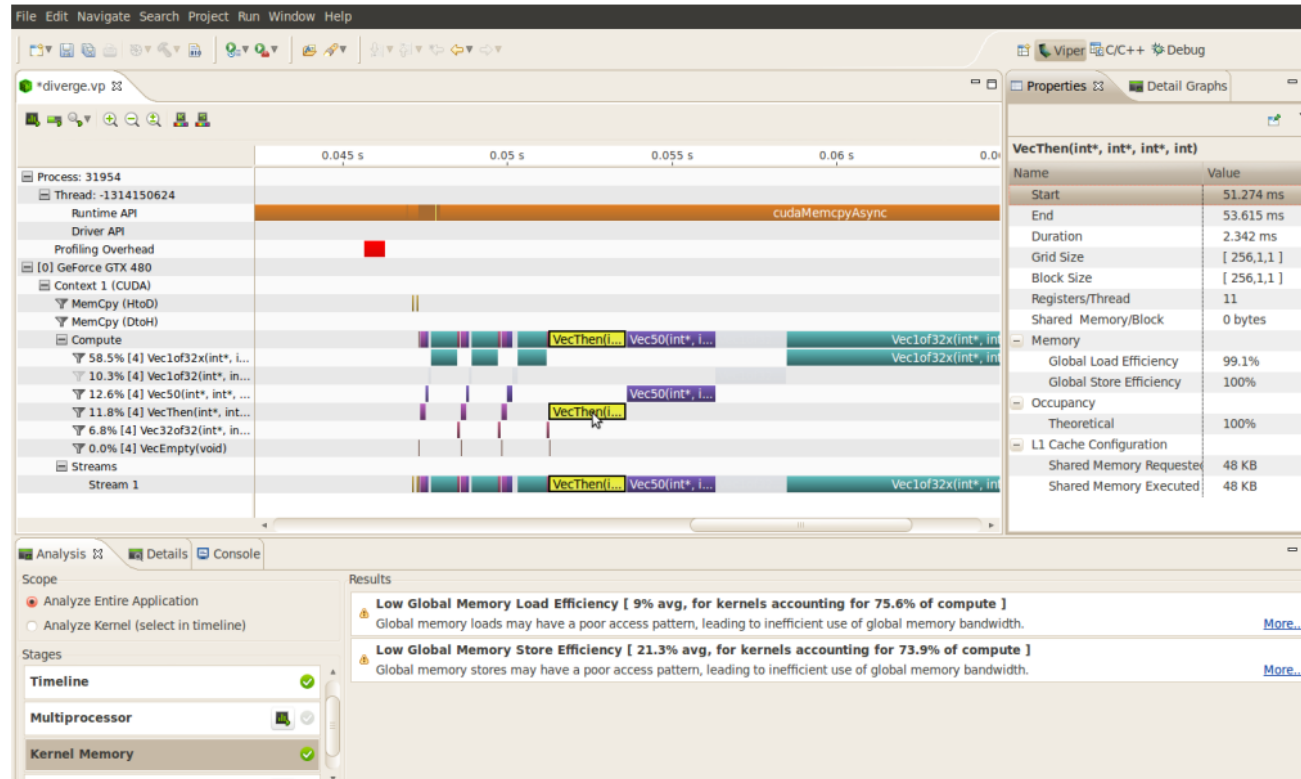 File Edit Navigate Search Project Run Window Help
Viper C/C++ Debug
*diverge.vp
Properties Detail Graphs
0.045 s 0.05 s 0.055 s 0.06 s 0.0
VecThen(int*, int*, int*, int)
Name Value
Process: 31954
Thread: -1314150624
Runtime API cudaMemcpyAsync
Driver API
Profiling Overhead
[0] GeForce GTX 480
Context 1 (CUDA)
MemCpy (HtoD)
MemCpy (DtoH)
Compute VecThen(i... Vec50(int*, i... Vec1of32x(int*, int
58.5% [4] Vec1of32x(int*, i... Vec1of32x(int*, int
10.3% [4] Vec1of32(int*, in...
12.6% [4] Vec50(int*, int*, ... Vec50(int*, i...
11.8% [4] VecThen(int*, int... VecThen(i...
6.8% [4] Vec32of32(int*, in...
0.0% [4] VecEmpty(void)
Streams
Stream 1 VecThen(i... Vec50(int*, i... Vec1of32x(int*, int
Start 51.274 ms
End 53.615 ms
Duration 2.342 ms
Grid Size [ 256,1,1 ]
Block Size [ 256,1,1 ]
Registers/Thread 11
Shared Memory/Block 0 bytes
Memory
Global Load Efficiency 99.1%
Global Store Efficiency 100%
Occupancy
Theoretical 100%
L1 Cache Configuration
Shared Memory Requested 48 KB
Shared Memory Executed 48 KB
Analysis Details Console
Scope
Analyze Entire Application
Analyze Kernel (select in timeline)
Stages
Timeline
Multiprocessor
Kernel Memory
Results
Low Global Memory Load Efficiency [ 9% avg, for kernels accounting for 75.6% of compute ]
Global memory loads may have a poor access pattern, leading to inefficient use of global memory bandwidth. More...
Low Global Memory Store Efficiency [ 21.3% avg, for kernels accounting for 73.9% of compute ]
Global memory stores may have a poor access pattern, leading to inefficient use of global memory bandwidth. More...